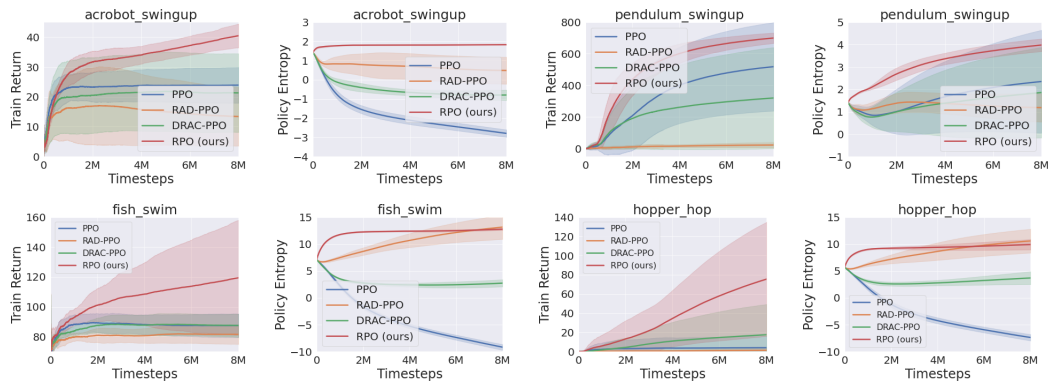 acrobot_swingup
Train Return
40
30
20
10
0
0
2M
4M
6M
8M
PPO
RAD-PPO
DRAC-PPO
RPO (ours)
Timesteps
acrobot_swingup
Policy Entropy
3
2
1
0
−1
−2
−3
−4
0
2M
4M
6M
8M
PPO
RAD-PPO
DRAC-PPO
RPO (ours)
Timesteps
pendulum_swingup
Train Return
800
600
400
200
0
0
2M
4M
6M
8M
PPO
RAD-PPO
DRAC-PPO
RPO (ours)
Timesteps
pendulum_swingup
Policy Entropy
5
4
3
2
1
0
−1
0
2M
4M
6M
8M
PPO
RAD-PPO
DRAC-PPO
RPO (ours)
Timesteps
fish_swim
Train Return
160
140
120
100
80
0
2M
4M
6M
8M
PPO
RAD-PPO
DRAC-PPO
RPO (ours)
Timesteps
fish_swim
Policy Entropy
15
10
5
0
−5
−10
0
2M
4M
6M
8M
PPO
RAD-PPO
DRAC-PPO
RPO (ours)
Timesteps
hopper_hop
Train Return
140
120
100
80
60
40
20
0
0
2M
4M
6M
8M
PPO
RAD-PPO
DRAC-PPO
RPO (ours)
Timesteps
hopper_hop
Policy Entropy
15
10
5
0
−5
−10
0
2M
4M
6M
8M
PPO
RAD-PPO
DRAC-PPO
RPO (ours)
Timesteps